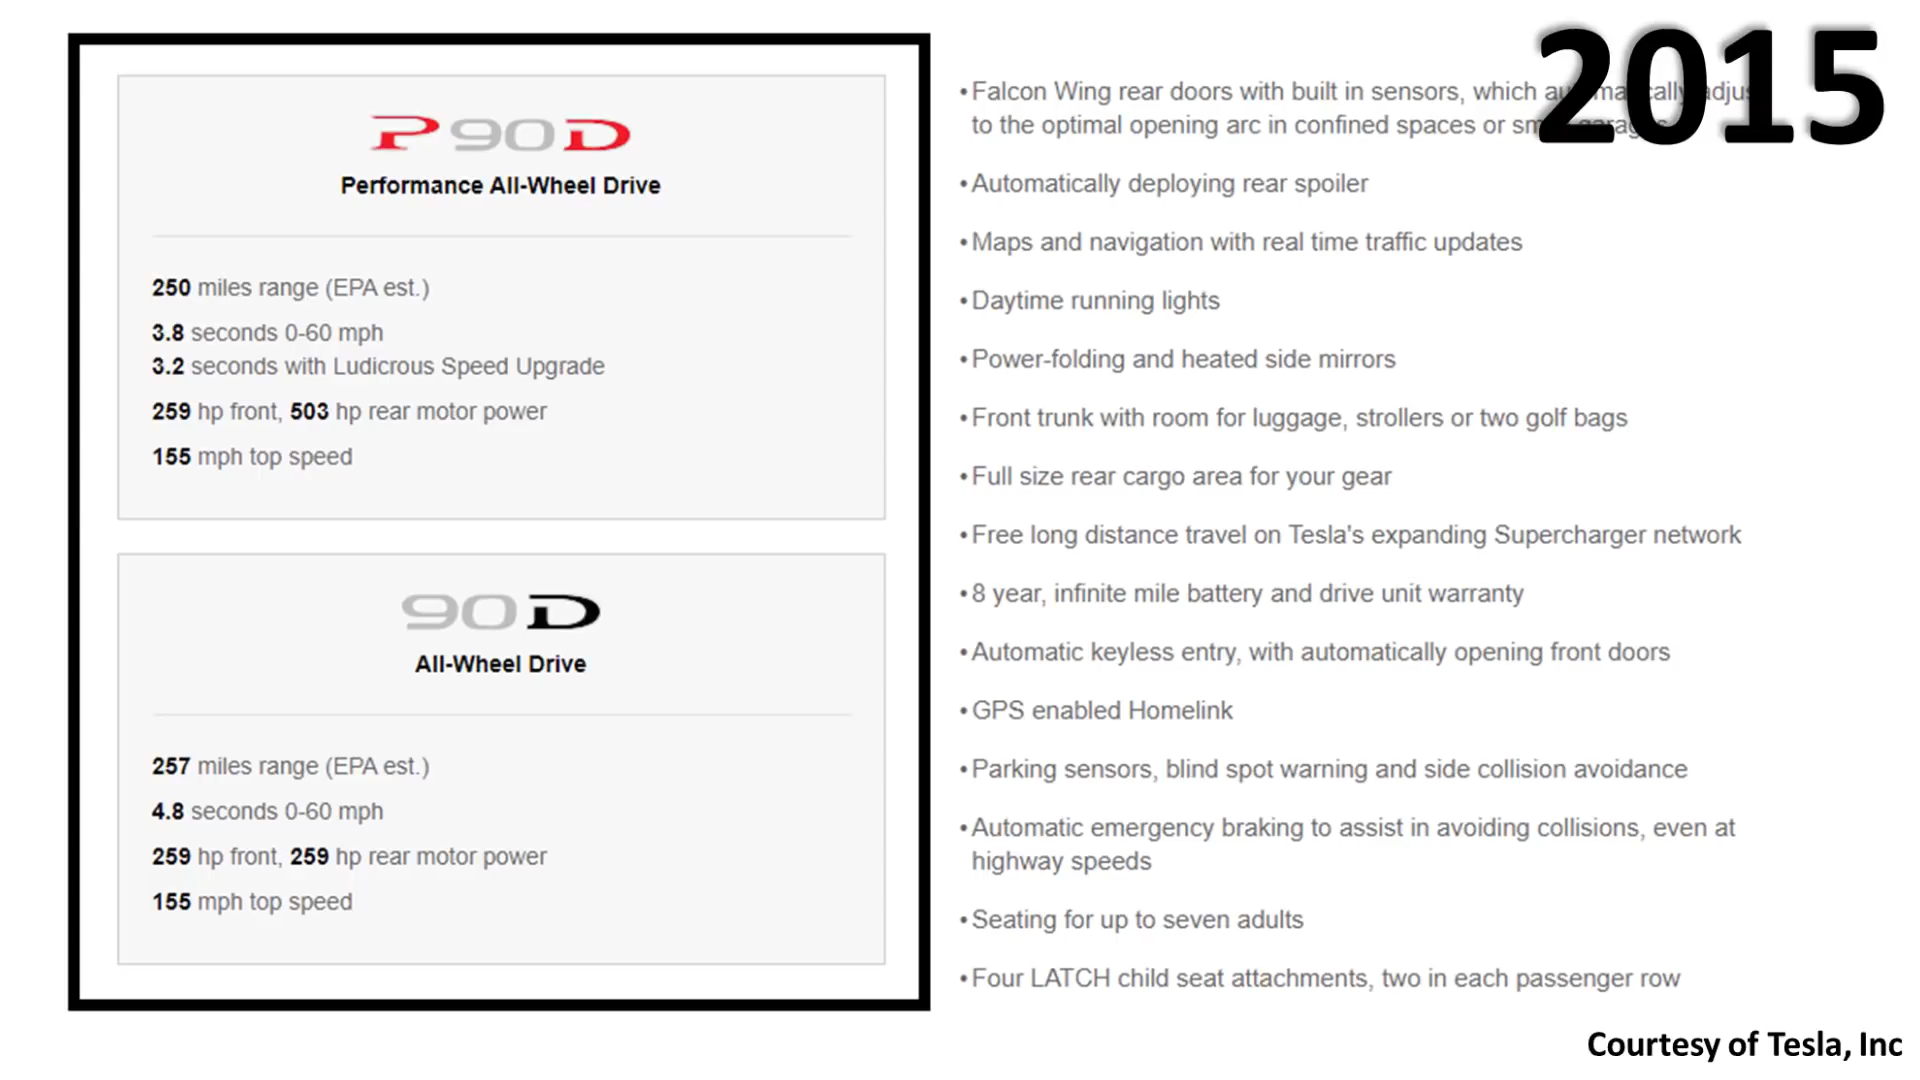 2015
P90D
Performance All-Wheel Drive
250 miles range (EPA est.)
3.8 seconds 0-60 mph
3.2 seconds with Ludicrous Speed Upgrade
259 hp front, 503 hp rear motor power
155 mph top speed
90D
All-Wheel Drive
257 miles range (EPA est.)
4.8 seconds 0-60 mph
259 hp front, 259 hp rear motor power
155 mph top speed
•Falcon Wing rear doors with built in sensors, which
to the optimal opening arc in confined spaces or
•Automatically deploying rear spoiler
•Maps and navigation with real time traffic updates
•Daytime running lights
•Power-folding and heated side mirrors
•Front trunk with room for luggage, strollers or two golf bags
•Full size rear cargo area for your gear
•Free long distance travel on Tesla's expanding Supercharger network
•8 year, infinite mile battery and drive unit warranty
•Automatic keyless entry, with automatically opening front doors
•GPS enabled Homelink
•Parking sensors, blind spot warning and side collision avoidance
•Automatic emergency braking to assist in avoiding collisions, even at
highway speeds
•Seating for up to seven adults
•Four LATCH child seat attachments, two in each passenger row
Courtesy of Tesla, Inc